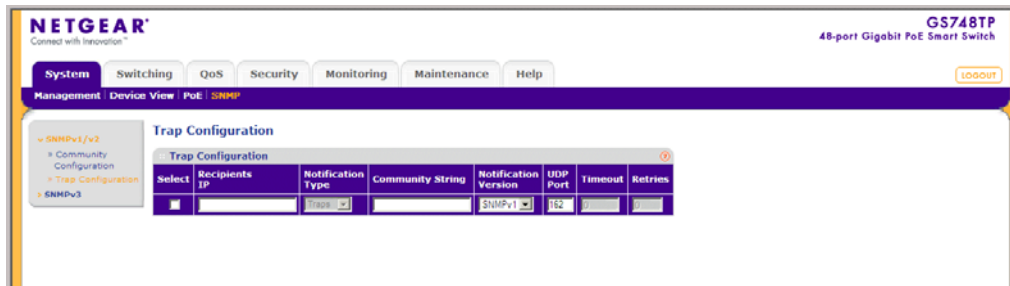 NETGEAR®
Connect with Innovation™
GS748TP
48-port Gigabit PoE Smart Switch
System Switching QoS Security Monitoring Maintenance Help LOGOUT
Management Device View PoE SNMP
SNMPv1/v2
Community
Configuration
Trap Configuration
SNMPv3
Trap Configuration
Trap Configuration
Select Recipients IP Notification Type Community String Notification Version UDP Port Timeout Retries
Traps SNMPv1 162 0 0